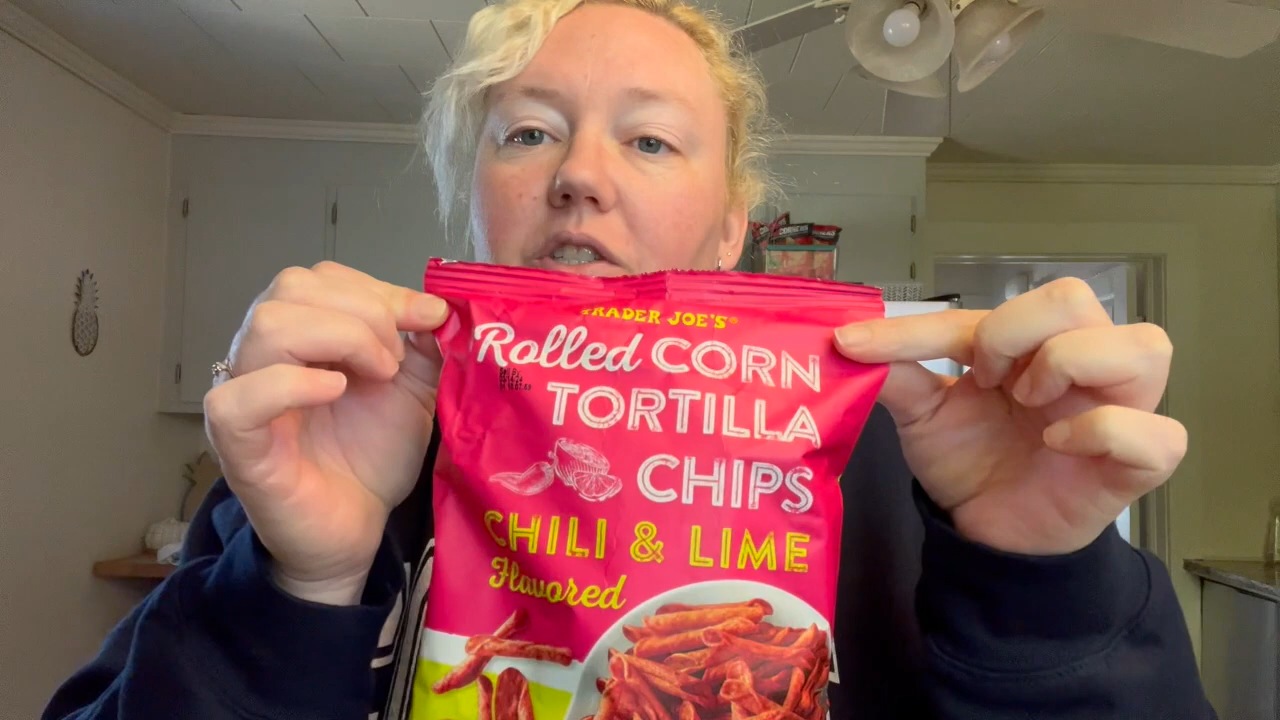 TRADER JOE'S®
Rolled CORN
TORTILLA
CHIPS
CHILI & LIME
Flavored